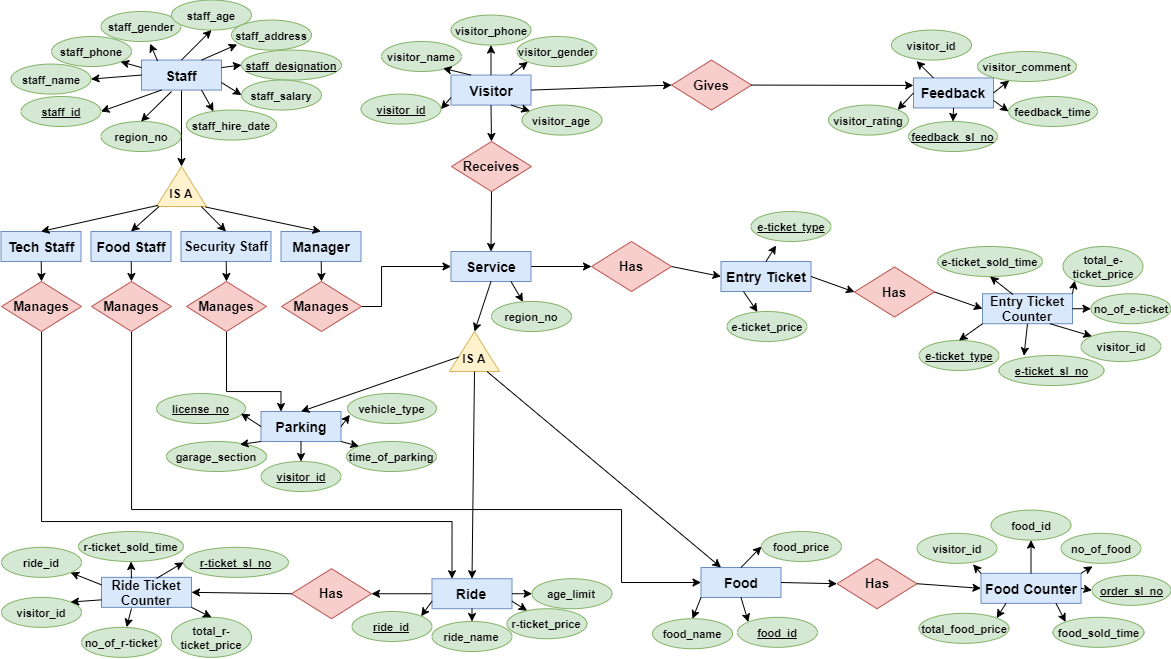 staff_age
staff_gender
staff_address
staff_phone
staff_designation
Staff
staff_name
staff_salary
staff_id
staff_hire_date
region_no
visitor_phone
visitor_name
visitor_gender
Visitor
visitor_id
visitor_age
Gives
visitor_id
visitor_comment
Feedback
feedback_time
visitor_rating
feedback_sl_no
Receives
IS A
Tech Staff
Food Staff
Security Staff
Manager
Manages
Manages
Manages
Manages
Service
region_no
Has
e-ticket_type
Entry Ticket
e-ticket_price
Has
e-ticket_sold_time
total_e-
ticket_price
Entry Ticket
Counter
no_of_e-ticket
visitor_id
e-ticket_type
e-ticket_sl_no
IS A
license_no
vehicle_type
Parking
garage_section
time_of_parking
visitor_id
r-ticket_sold_time
ride_id
r-ticket_sl_no
Ride Ticket
Counter
visitor_id
no_of_r-ticket
total_r-
ticket_price
Has
Ride
age_limit
ride_id
ride_name
r-ticket_price
food_price
Food
food_name
food_id
Has
food_id
visitor_id
no_of_food
Food Counter
order_sl_no
total_food_price
food_sold_time